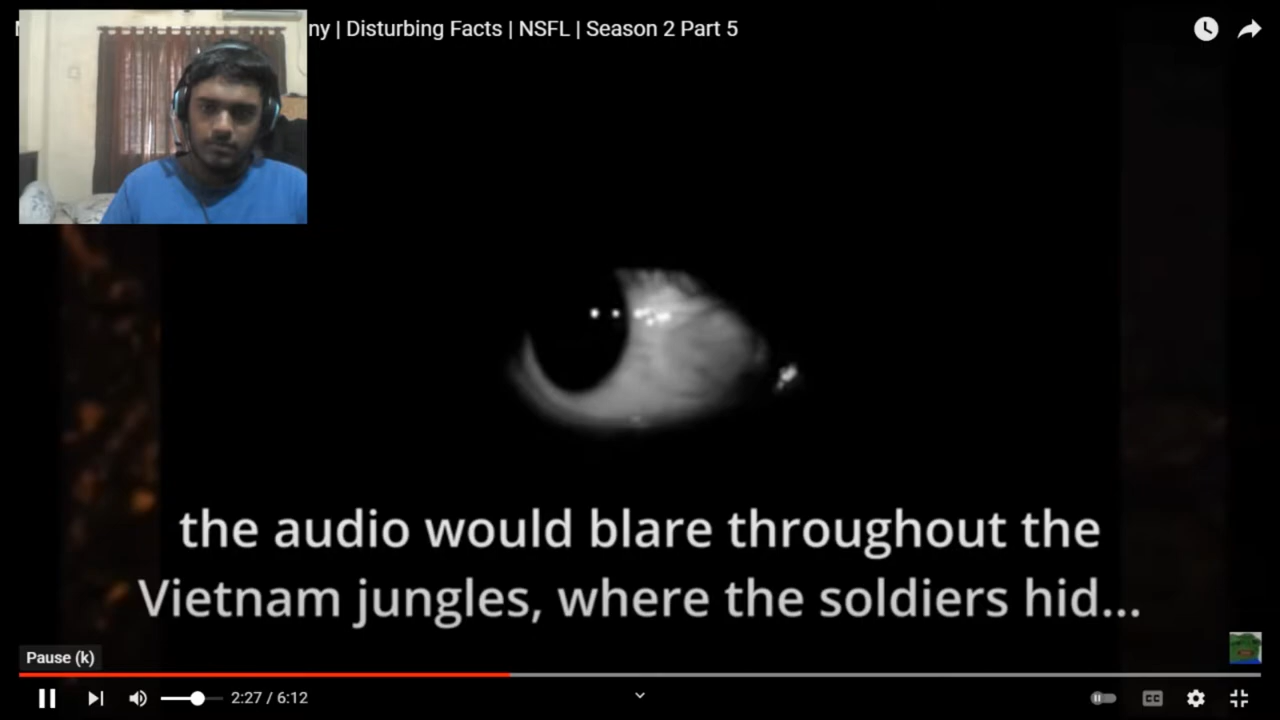 ny | Disturbing Facts | NSFL | Season 2 Part 5
the audio would blare throughout the
Vietnam jungles, where the soldiers hid...
Pause (k)
2:27 / 6:12
CC